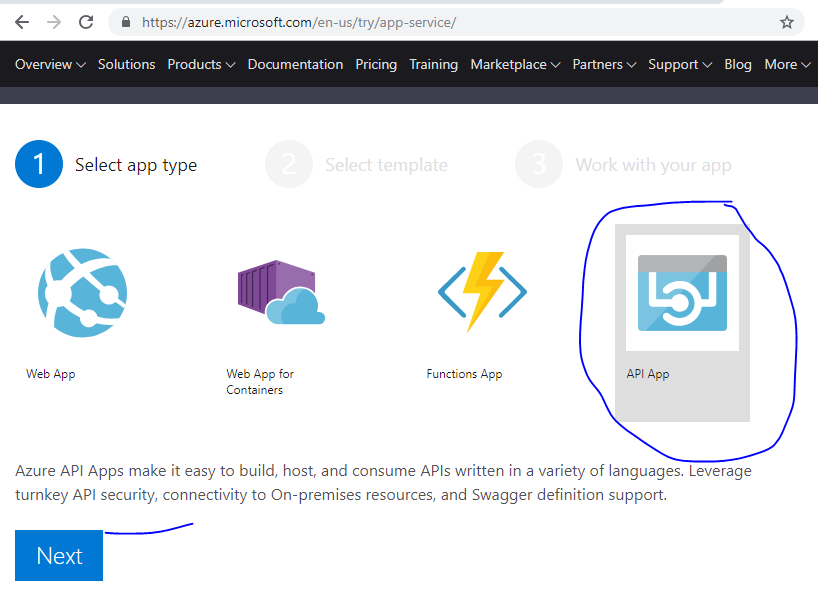 https://azure.microsoft.com/en-us/try/app-service/
Overview Solutions Products Documentation Pricing Training Marketplace Partners Support Blog More
1 Select app type 2 Select template 3 Work with your app
Web App
Web App for
Containers
Functions App
API App
Azure API Apps make it easy to build, host, and consume APIs written in a variety of languages. Leverage
turnkey API security, connectivity to On-premises resources, and Swagger definition support.
Next